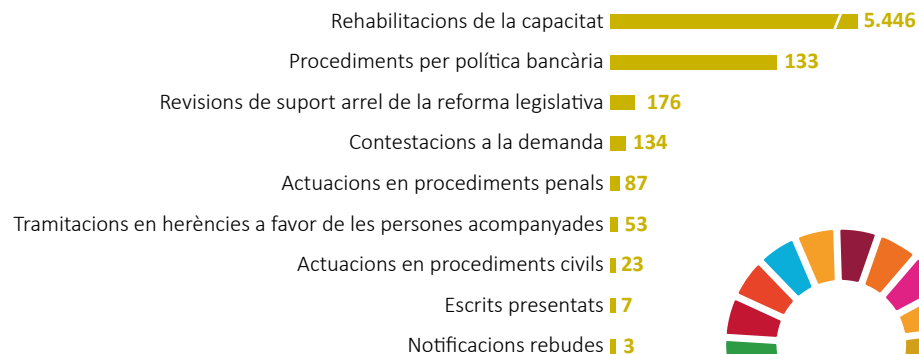 Rehabilitacions de la capacitat 5.446
Procediments per política bancària 133
Revisions de suport arrel de la reforma legislativa 176
Contestacions a la demanda 134
Actuacions en procediments penals 87
Tramitacions en herències a favor de les persones acompanyades 53
Actuacions en procediments civils 23
Escrits presentats 7
Notificacions rebudes 3